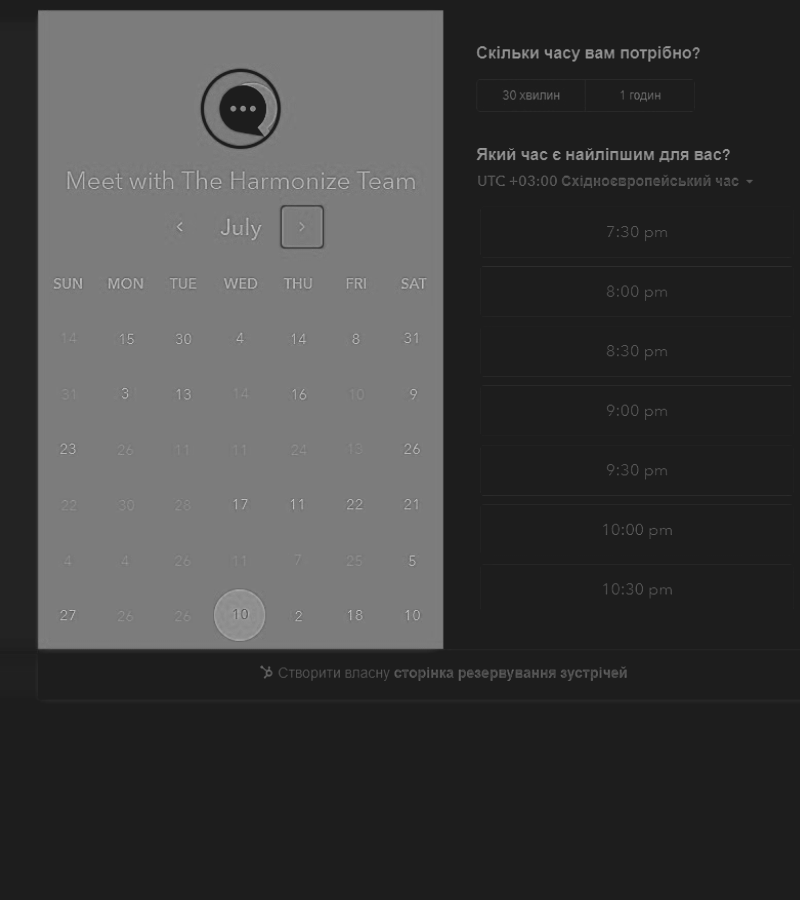 Meet with The Harmonize Team
July
SUN MON TUE WED THU FRI SAT
14 15 30 4 14 8 31
31 3 13 14 16 10 9
23 26 11 11 24 13 26
22 30 28 17 11 22 21
4 4 26 11 7 25 5
27 26 26 10 2 18 10
Скільки часу вам потрібно?
30 хвилин 1 годин
Який час є найліпшим для вас?
UTC +03:00 Східноєвропейський час
7:30 pm
8:00 pm
8:30 pm
9:00 pm
9:30 pm
10:00 pm
10:30 pm
Створити власну сторінка резервування зустрічей